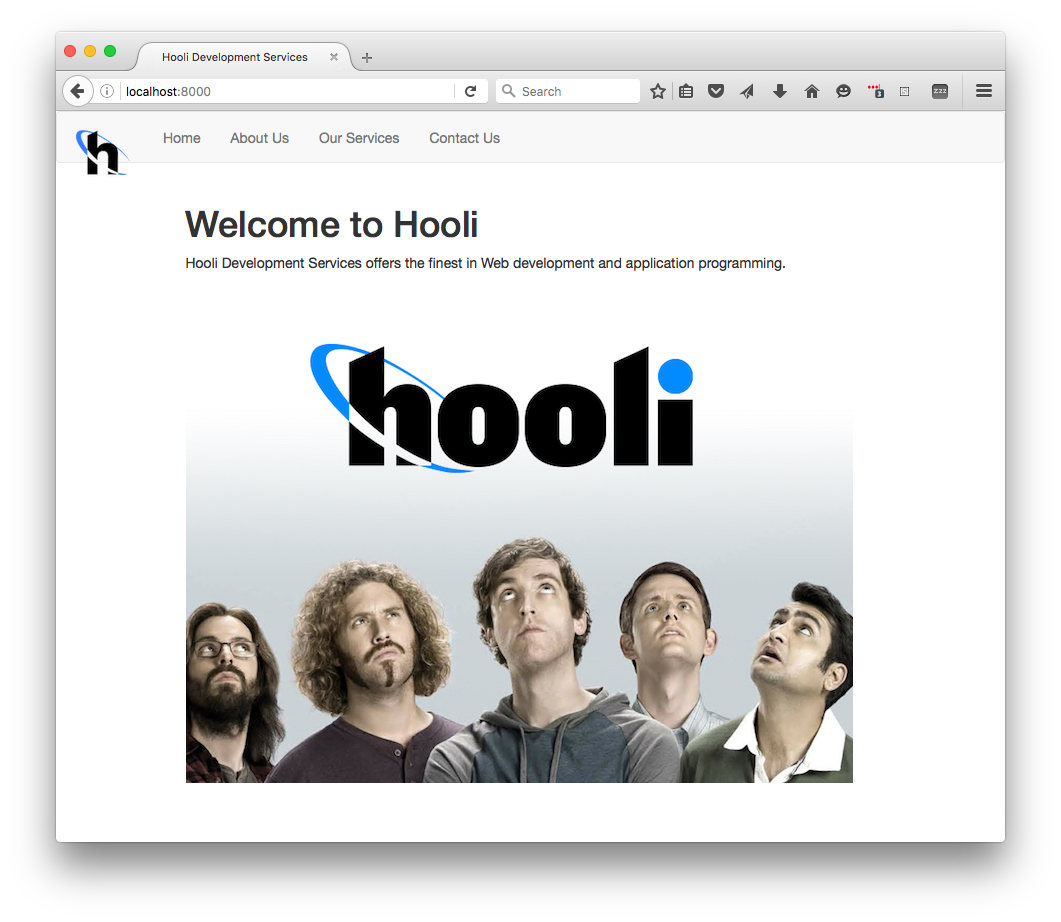 Hooli Development Services
localhost:8000
Search
h
Home About Us Our Services Contact Us
Welcome to Hooli
Hooli Development Services offers the finest in Web development and application programming.
hooli